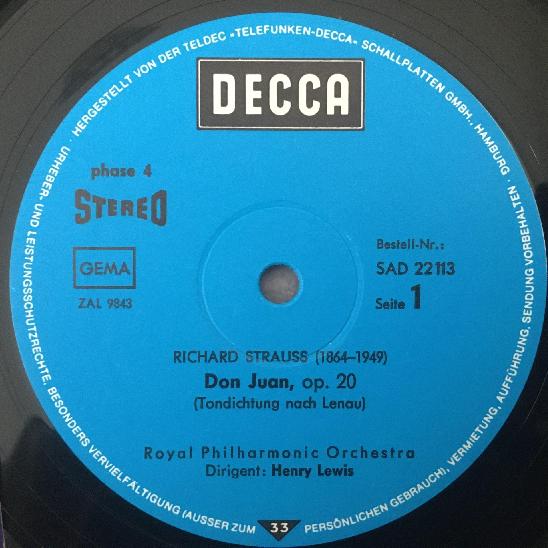 · HERGESTELLT VON DER TELDEC »TELEFUNKEN-DECCA« SCHALLPLATTEN GMBH., HAMBURG ·
URHEBER- UND LEISTUNGSSCHUTZRECHTE, BESONDERS VERVIELFÄLTIGUNG (AUSSER ZUM PERSÖNLICHEN GEBRAUCH), VERMIETUNG, AUFFÜHRUNG, SENDUNG VORBEHALTEN
DECCA
phase 4
STEREO
GEMA
ZAL 9843
Bestell-Nr.:
SAD 22113
Seite 1
RICHARD STRAUSS (1864–1949)
Don Juan, op. 20
(Tondichtung nach Lenau)
Royal Philharmonic Orchestra
Dirigent: Henry Lewis
33